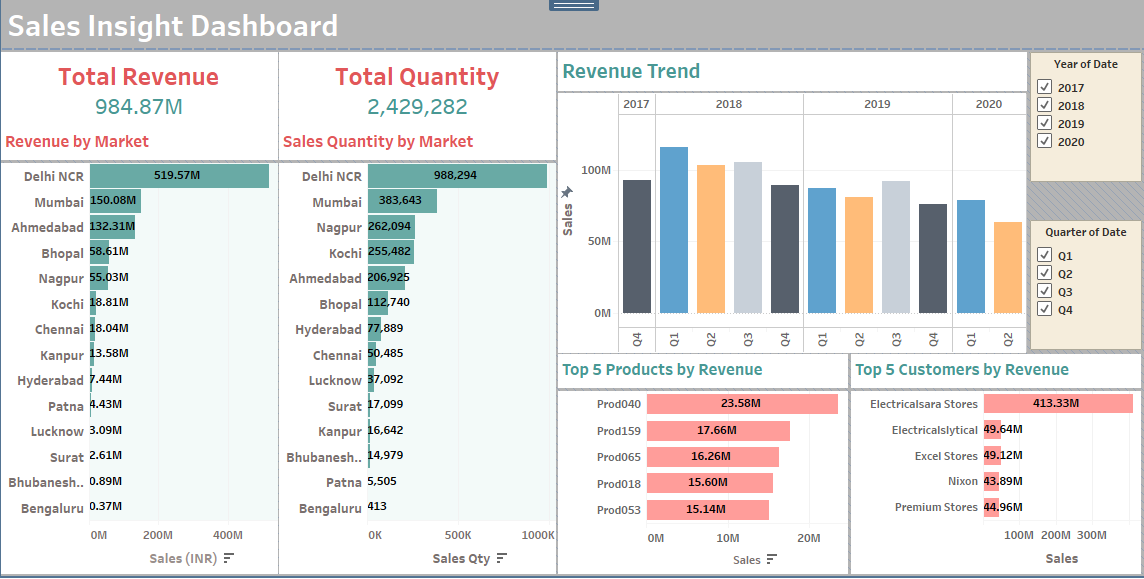 Sales Insight Dashboard
Total Revenue
984.87M
Revenue by Market
Delhi NCR 519.57M
Mumbai 150.08M
Ahmedabad 132.31M
Bhopal 58.61M
Nagpur 55.03M
Kochi 18.81M
Chennai 18.04M
Kanpur 13.58M
Hyderabad 7.44M
Patna 4.43M
Lucknow 3.09M
Surat 2.61M
Bhubanesh.. 0.89M
Bengaluru 0.37M
0M 200M 400M
Sales (INR)
Total Quantity
2,429,282
Sales Quantity by Market
Delhi NCR 988,294
Mumbai 383,643
Nagpur 262,094
Kochi 255,482
Ahmedabad 206,925
Bhopal 112,740
Hyderabad 77,889
Chennai 50,485
Lucknow 37,092
Surat 17,099
Kanpur 16,642
Bhubanesh.. 14,979
Patna 5,505
Bengaluru 413
0K 500K 1000K
Sales Qty
Revenue Trend
2017 2018 2019 2020
100M
50M
0M
Sales
Q4 Q1 Q2 Q3 Q4 Q1 Q2 Q3 Q4 Q1 Q2
Year of Date
2017
2018
2019
2020
Quarter of Date
Q1
Q2
Q3
Q4
Top 5 Products by Revenue
Prod040 23.58M
Prod159 17.66M
Prod065 16.26M
Prod018 15.60M
Prod053 15.14M
0M 10M 20M
Sales
Top 5 Customers by Revenue
Electricalsara Stores 413.33M
Electricalslytical 49.64M
Excel Stores 49.12M
Nixon 43.89M
Premium Stores 44.96M
100M 200M 300M
Sales